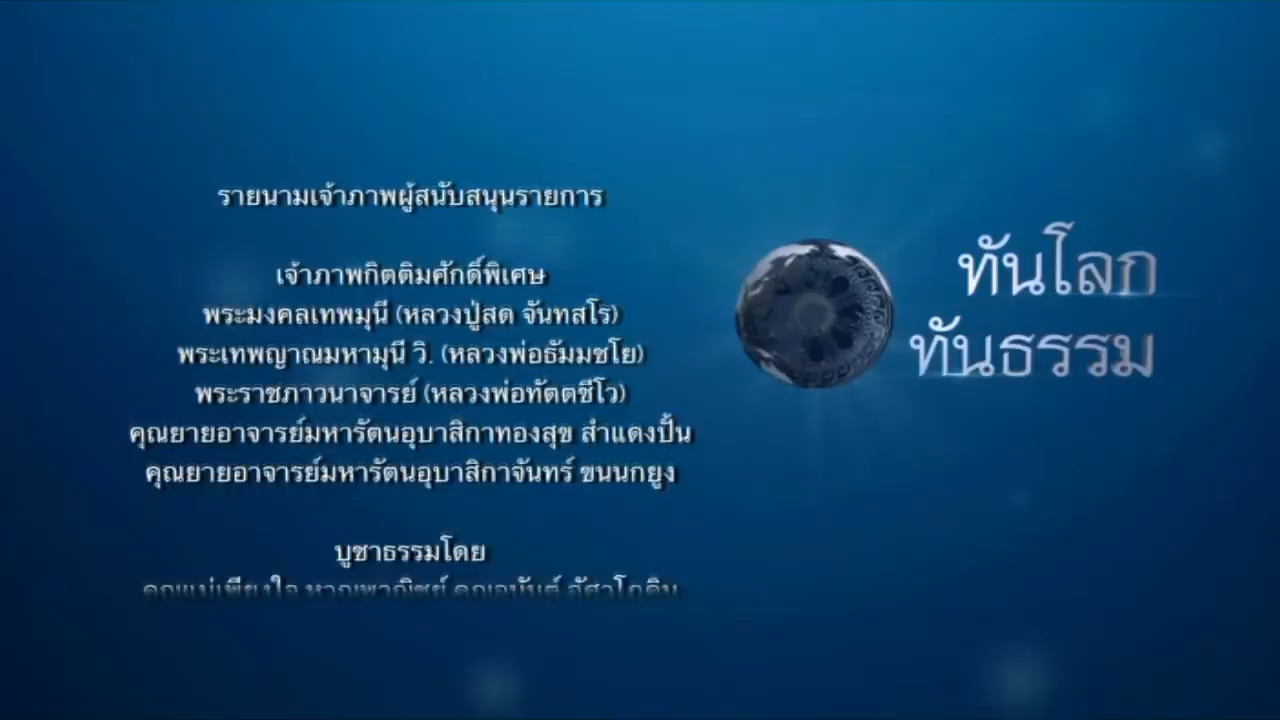 รายนามเจ้าภาพผู้สนับสนุนรายการ
เจ้าภาพกิตติมศักดิ์พิเศษ
พระมงคลเทพมุนี (หลวงปู่สด จันทสโร)
พระเทพญาณมหามุนี วิ. (หลวงพ่อธัมมชโย)
พระราชภาวนาจารย์ (หลวงพ่อทัตตชีโว)
คุณยายอาจารย์มหารัตนอุบาสิกาทองสุข สำแดงปั้น
คุณยายอาจารย์มหารัตนอุบาสิกาจันทร์ ขนนกยูง
บูชาธรรมโดย
ทันโลก
ทันธรรม